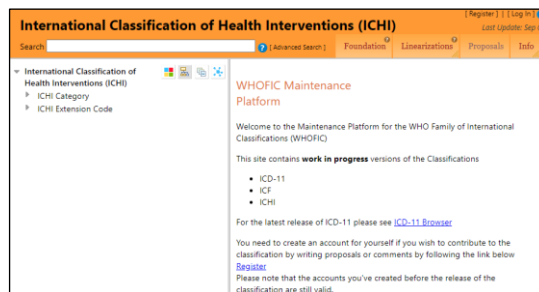 International Classification of Health Interventions (ICHI)
[ Register ] [ Log In ]
Last Update: Sep
Search
[ Advanced Search ]
Foundation
Linearizations
Proposals
Info
International Classification of
Health Interventions (ICHI)
ICHI Category
ICHI Extension Code
WHOFIC Maintenance
Platform
Welcome to the Maintenance Platform for the WHO Family of International
Classifications (WHOFIC)
This site contains work in progress versions of the Classifications
ICD-11
ICF
ICHI
For the latest release of ICD-11 please see ICD-11 Browser
You need to create an account for yourself if you wish to contribute to the
classification by writing proposals or comments by following the link below
Register
Please note that the accounts you've created before the release of the
classification are still valid.